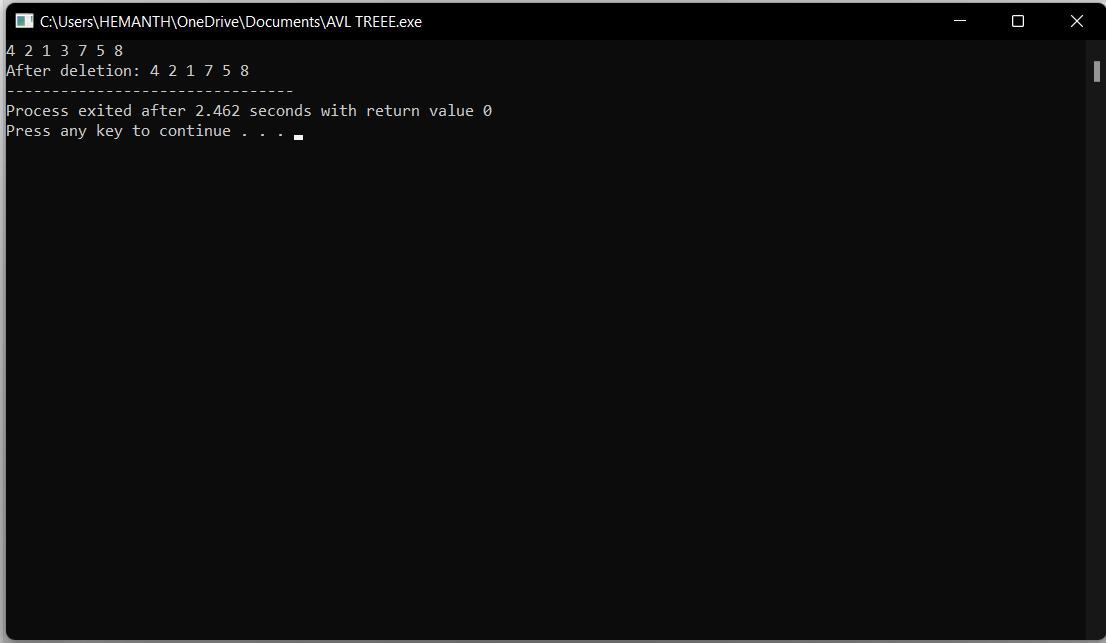 C:\Users\HEMANTH\OneDrive\Documents\AVL TREEE.exe
4 2 1 3 7 5 8
After deletion: 4 2 1 7 5 8
--------------------------------
Process exited after 2.462 seconds with return value 0
Press any key to continue . . .